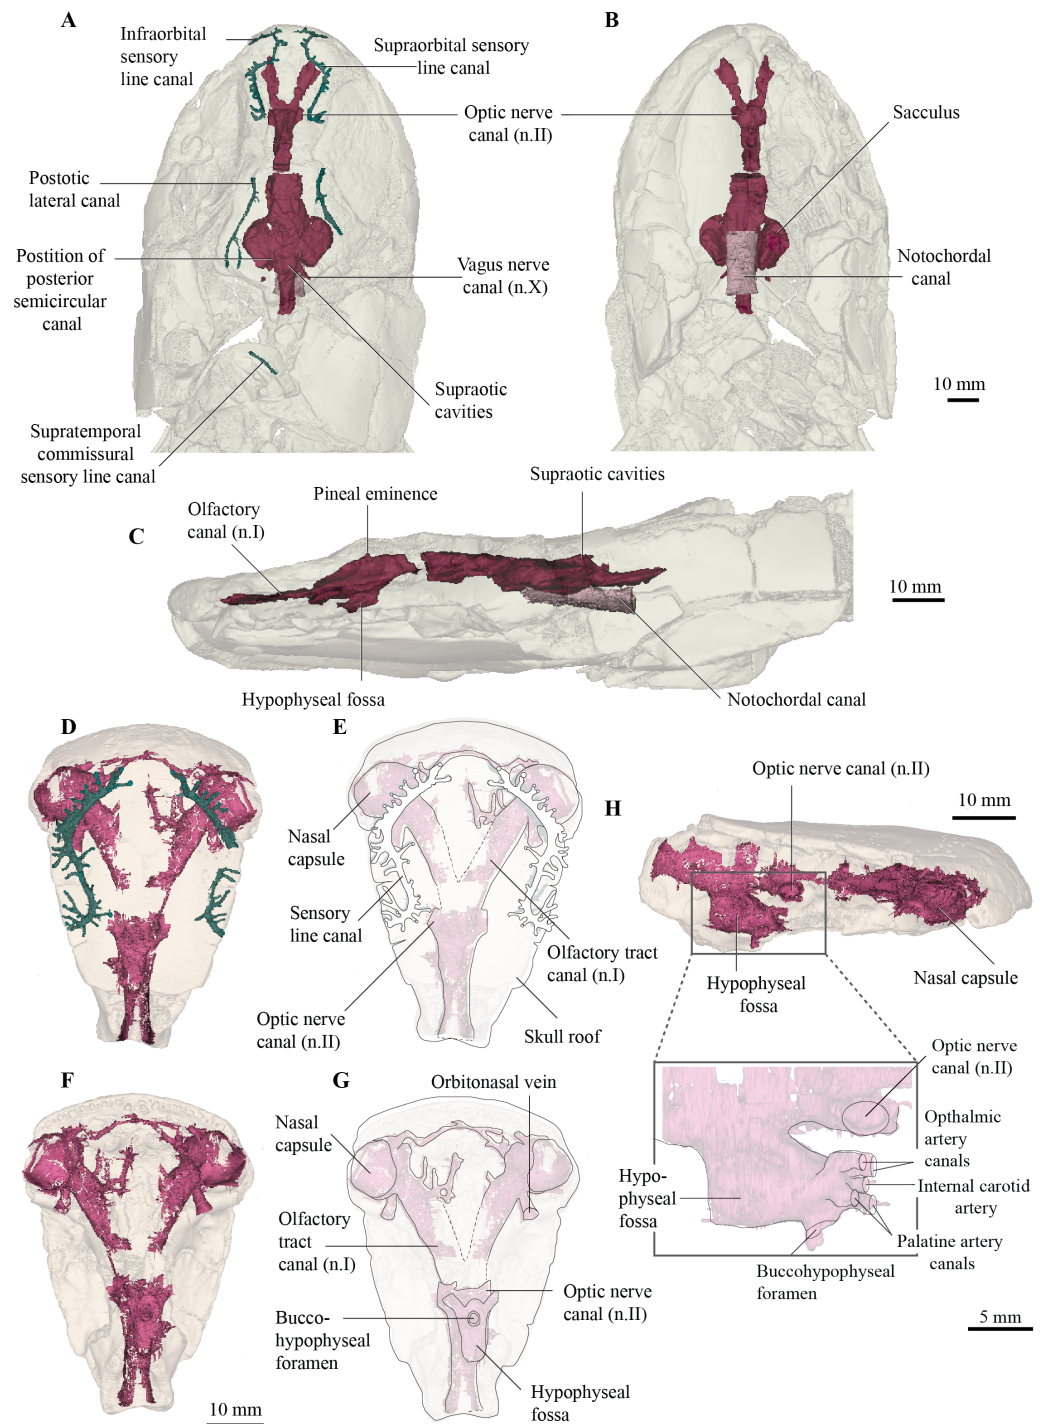 A
Infraorbital
sensory
line canal
Supraorbital sensory
line canal
Optic nerve
canal (n.II)
Postotic
lateral canal
Postition of
posterior
semicircular
canal
Vagus nerve
canal (n.X)
Supraotic
cavities
Supratemporal
commissural
sensory line canal
B
Sacculus
Notochordal
canal
10 mm
C
Olfactory
canal (n.I)
Pineal eminence
Supraotic cavities
10 mm
Hypophyseal fossa
Notochordal canal
D
E
Nasal
capsule
Sensory
line canal
Optic nerve
canal (n.II)
Olfactory tract
canal (n.I)
Skull roof
H
Optic nerve canal (n.II)
10 mm
Hypophyseal
fossa
Nasal capsule
Optic nerve
canal (n.II)
Opthalmic
artery
canals
Hypo-
physeal
fossa
Internal carotid
artery
Palatine artery
canals
Buccohypophyseal
foramen
5 mm
F
10 mm
G
Orbitonasal vein
Nasal
capsule
Olfactory
tract
canal (n.I)
Optic nerve
canal (n.II)
Bucco-
hypophyseal
foramen
Hypophyseal
fossa